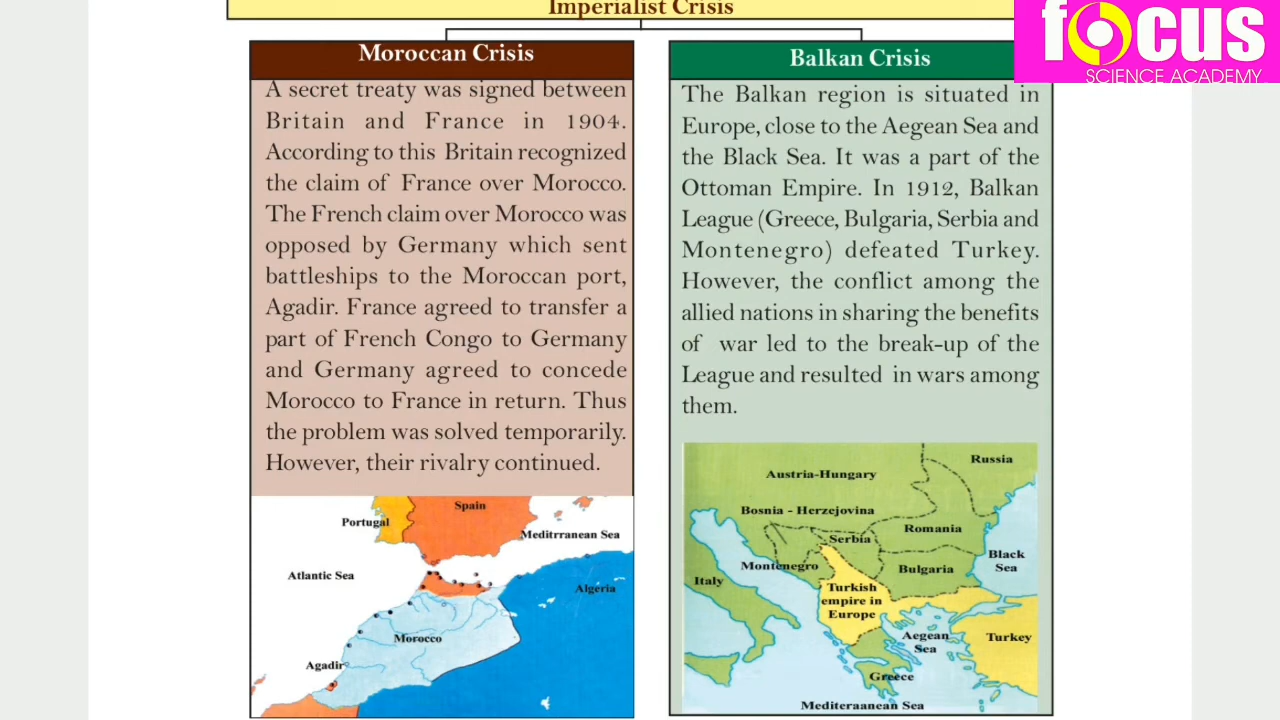 Imperialist Crisis
focus
SCIENCE ACADEMY
Moroccan Crisis
A secret treaty was signed between
Britain and France in 1904.
According to this Britain recognized
the claim of France over Morocco.
The French claim over Morocco was
opposed by Germany which sent
battleships to the Moroccan port,
Agadir. France agreed to transfer a
part of French Congo to Germany
and Germany agreed to concede
Morocco to France in return. Thus
the problem was solved temporarily.
However, their rivalry continued.
Portugal
Spain
Meditrranean Sea
Atlantic Sea
Algeria
Morocco
Agadir
Balkan Crisis
The Balkan region is situated in
Europe, close to the Aegean Sea and
the Black Sea. It was a part of the
Ottoman Empire. In 1912, Balkan
League (Greece, Bulgaria, Serbia and
Montenegro) defeated Turkey.
However, the conflict among the
allied nations in sharing the benefits
of war led to the break-up of the
League and resulted in wars among
them.
Russia
Austria-Hungary
Bosnia - Herzejovina
Romania
Serbia
Black
Sea
Montenegro
Bulgaria
Italy
Turkish
empire in
Europe
Aegean
Sea
Turkey
Greece
Mediteraanean Sea